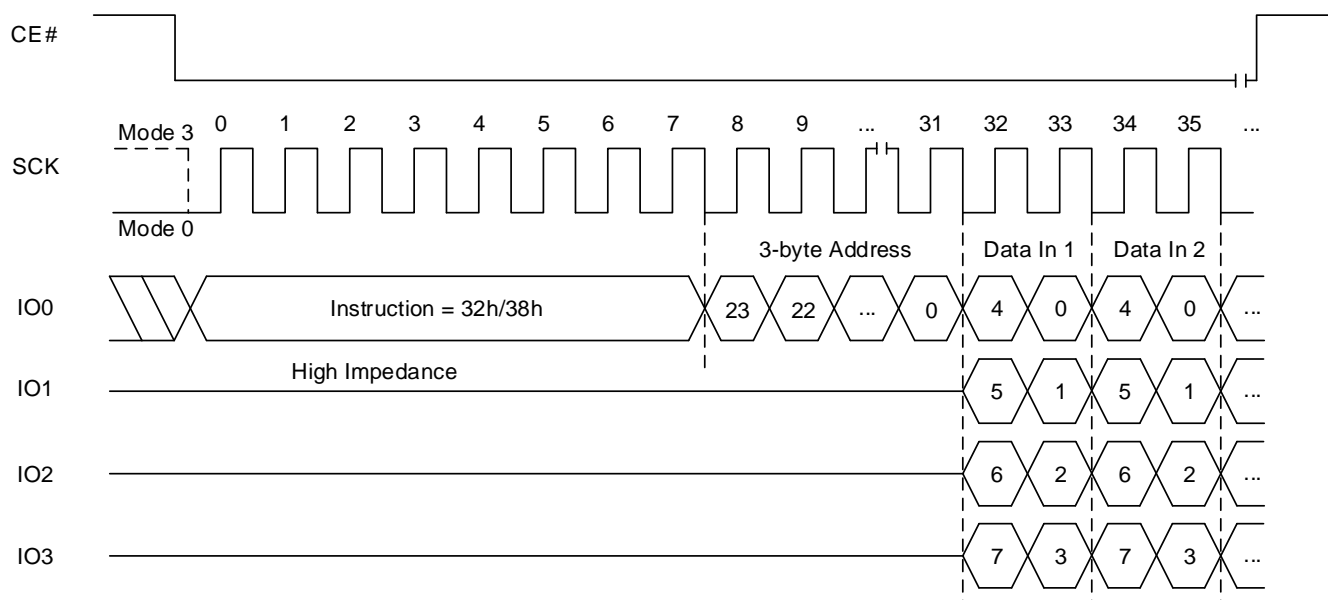 CE#
0 1 2 3 4 5 6 7 8 9 ... 31 32 33 34 35 ...
Mode 3
SCK
Mode 0
3-byte Address Data In 1 Data In 2
IO0 Instruction = 32h/38h 23 22 ... 0 4 0 4 0 ...
High Impedance
IO1 5 1 5 1 ...
IO2 6 2 6 2 ...
IO3 7 3 7 3 ...